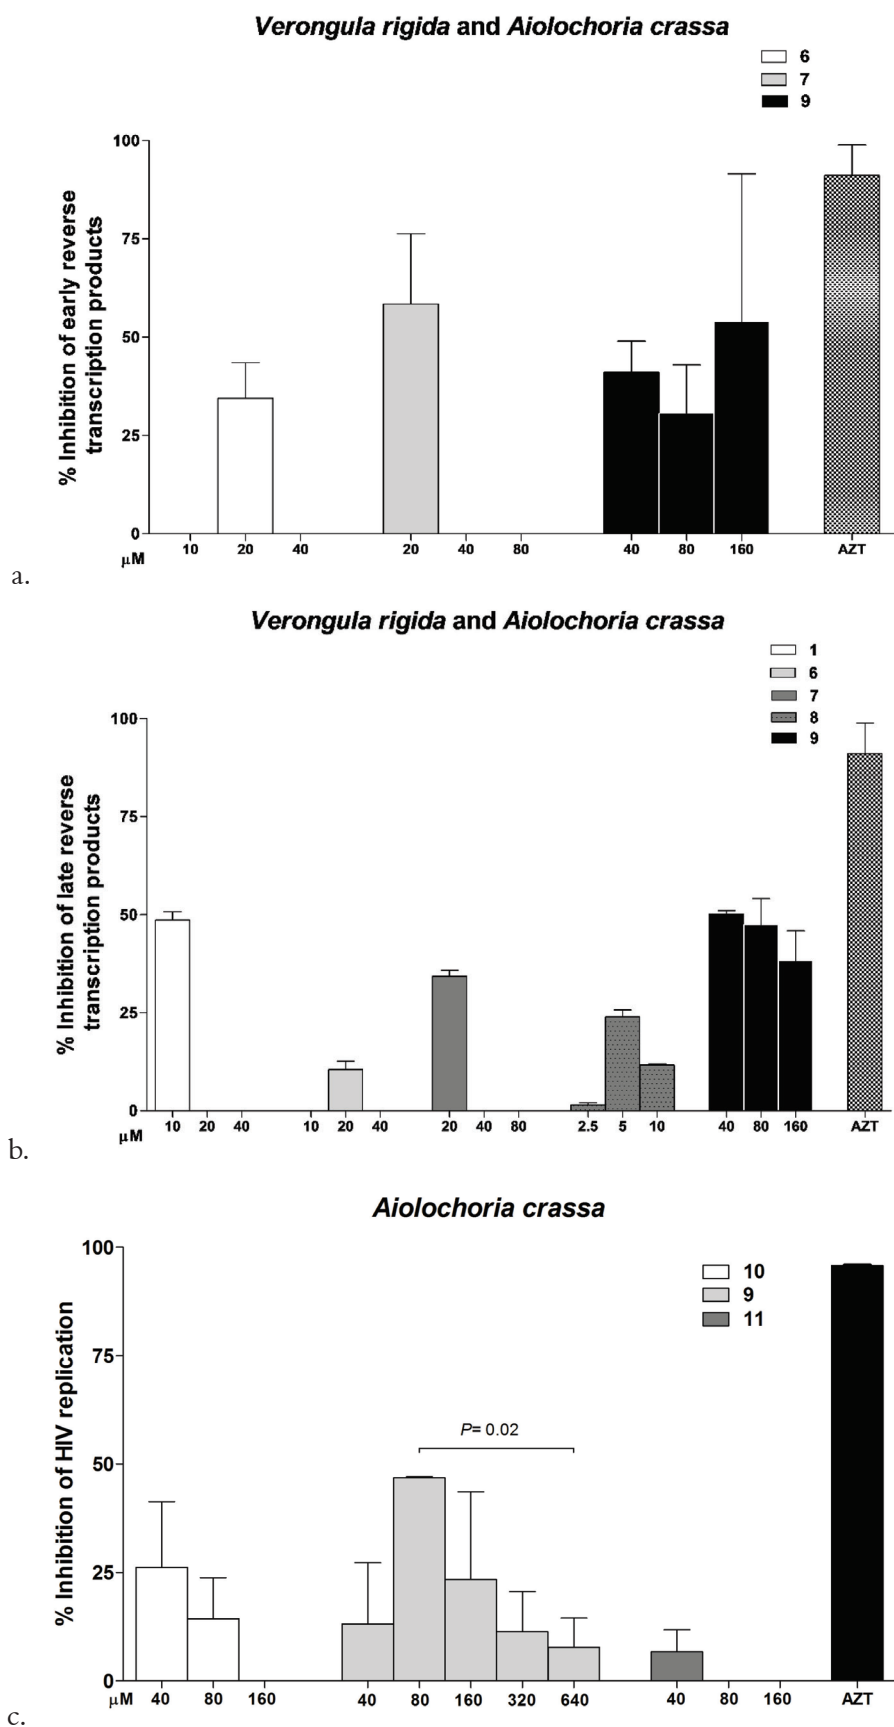 Verongula rigida and Aiolochoria crassa
6
7
9
% Inhibition of early reverse
transcription products
100
75
50
25
0
µM
10 20 40 20 40 80 40 80 160 AZT
a.
Verongula rigida and Aiolochoria crassa
1
6
7
8
9
% Inhibition of late reverse
transcription products
100
75
50
25
0
µM
10 20 40 10 20 40 20 40 80 2.5 5 10 40 80 160 AZT
b.
Aiolochoria crassa
10
9
11
% Inhibition of HIV replication
100
75
50
25
0
P= 0.02
µM 40 80 160 40 80 160 320 640 40 80 160 AZT
c.